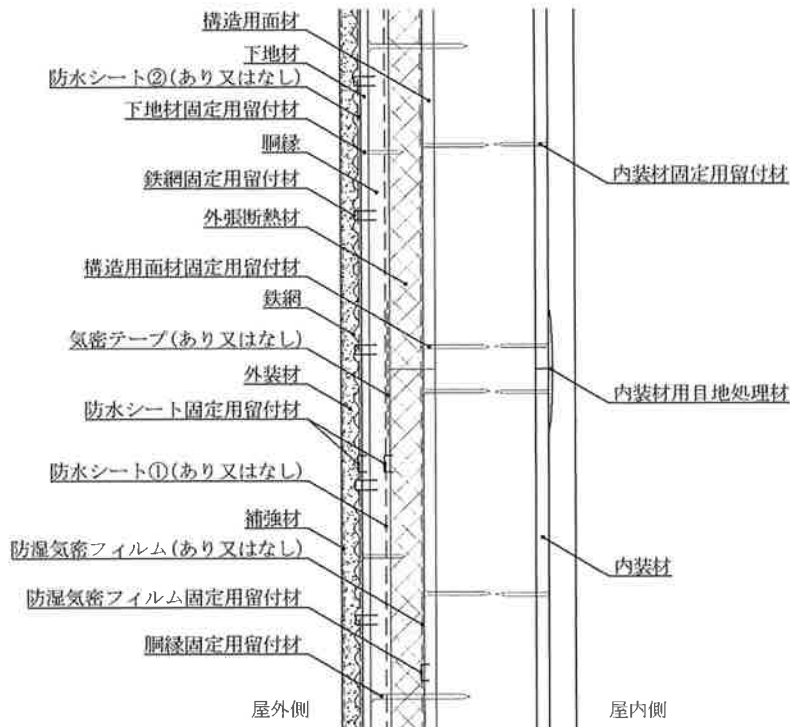 構造用面材
下地材
防水シート②(あり又はなし)
下地材固定用留付材
胴縁
鉄網固定用留付材
外張断熱材
構造用面材固定用留付材
鉄網
気密テープ(あり又はなし)
外装材
防水シート固定用留付材
防水シート①(あり又はなし)
補強材
防湿気密フィルム(あり又はなし)
防湿気密フィルム固定用留付材
胴縁固定用留付材
屋外側
内装材固定用留付材
内装材用目地処理材
内装材
屋内側